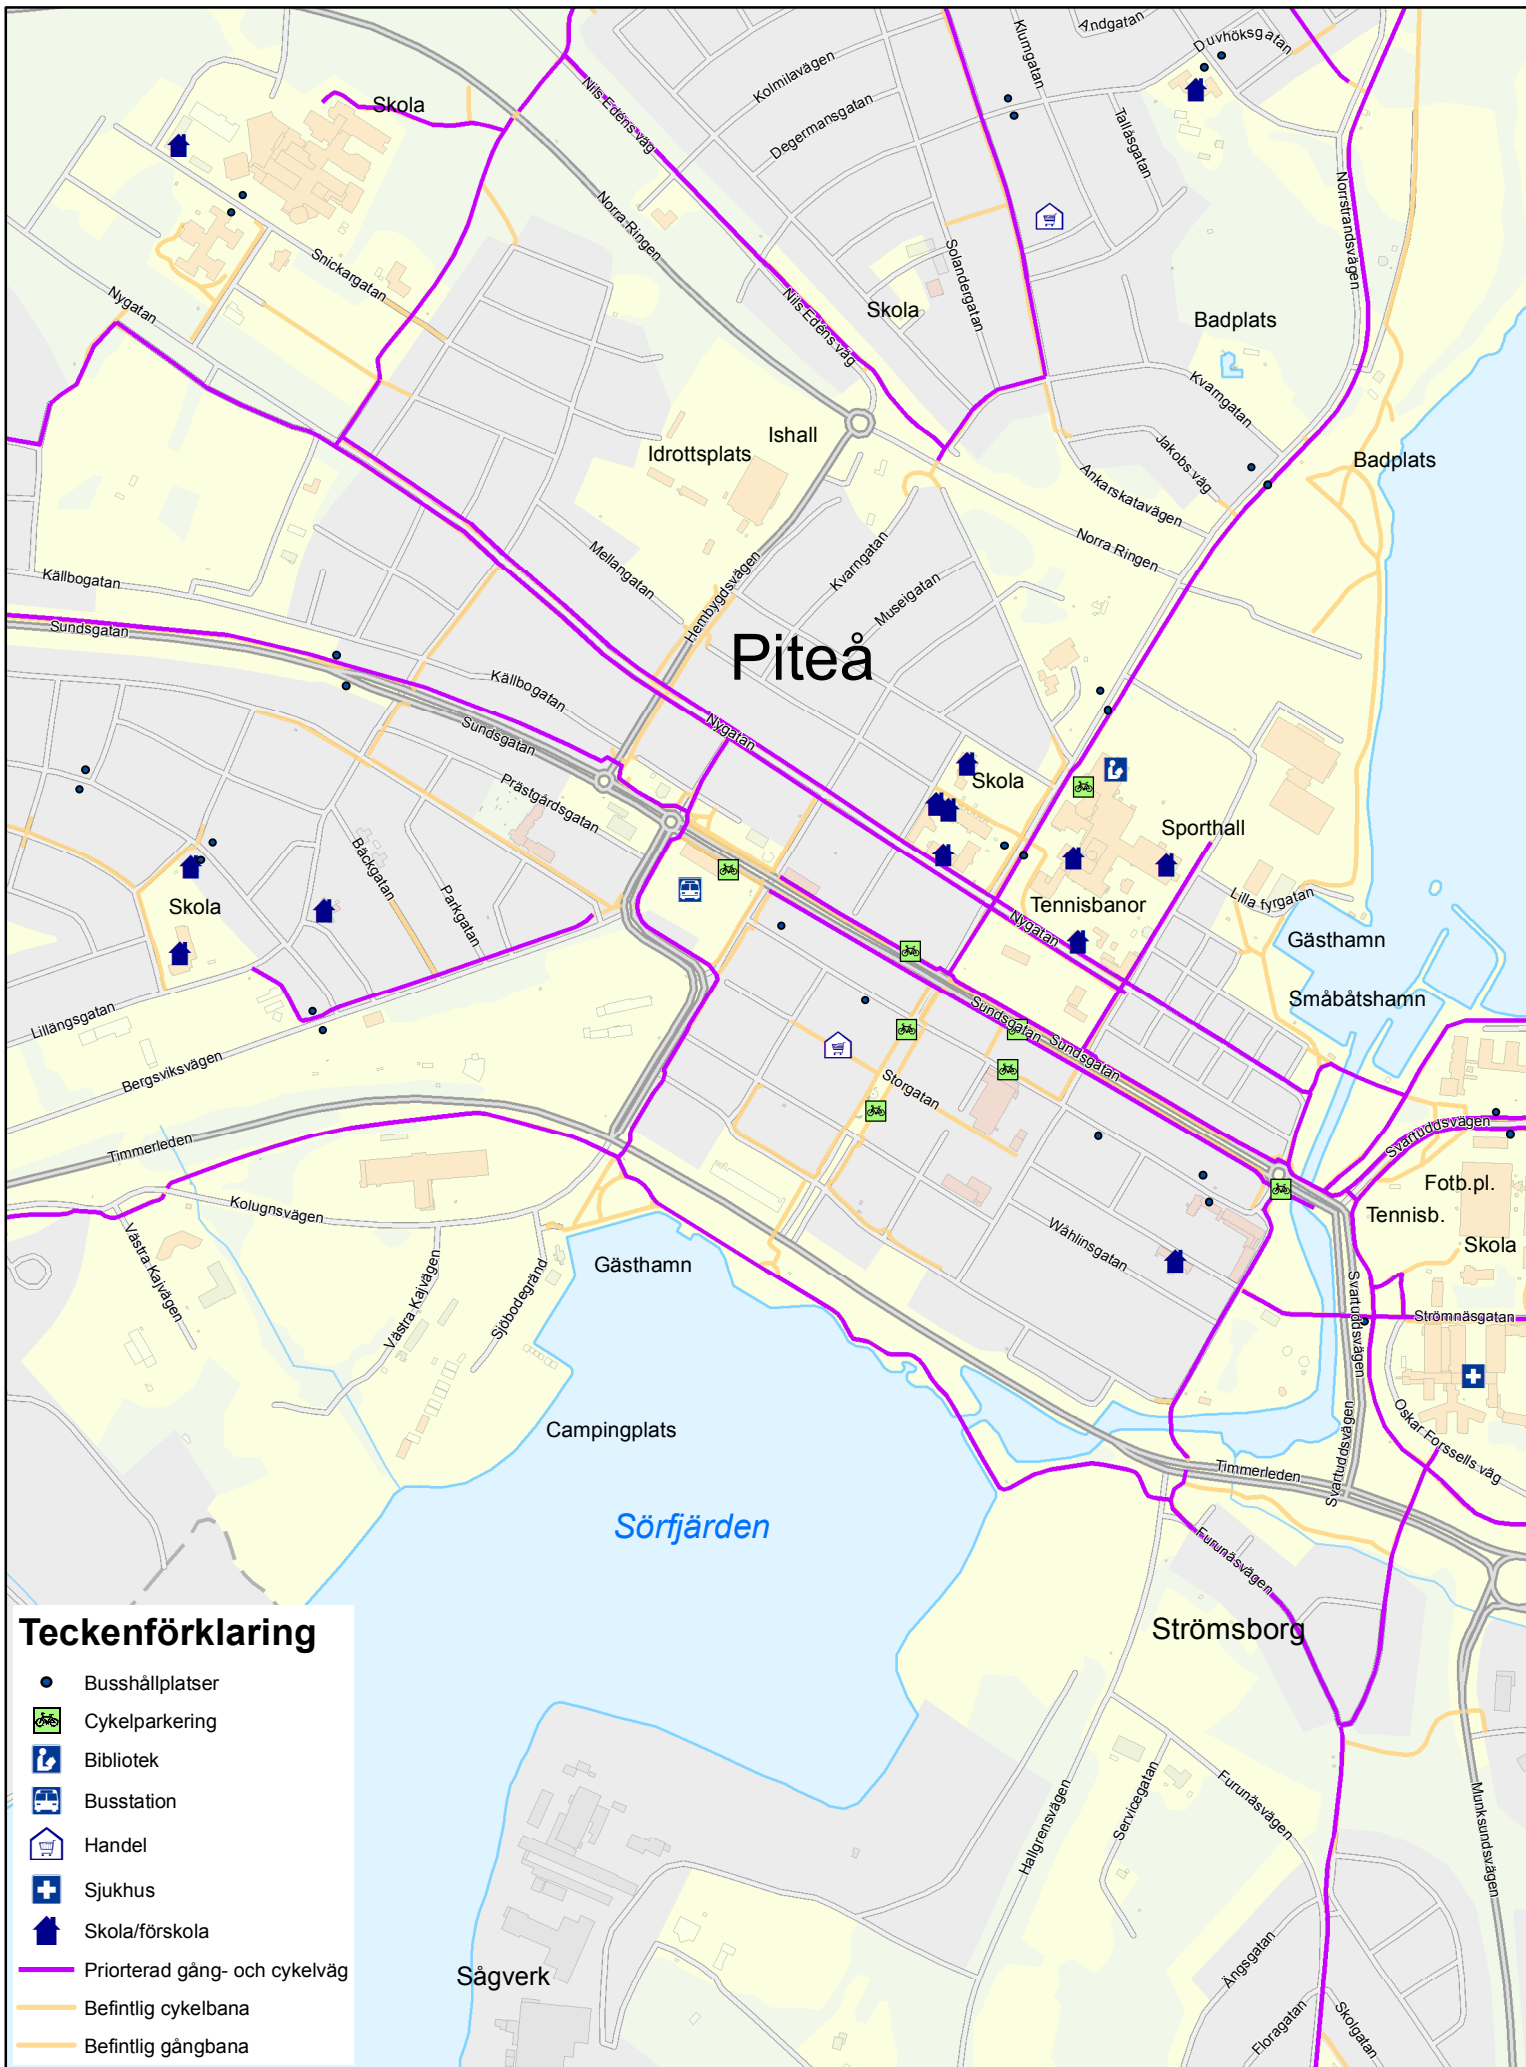 Andgatan
Duvhöksgatan
Klumgatan
Kolmilavägen
Nils Edéns väg
Skola
Degermansgatan
Tallåsgatan
Norrstrandsvägen
Norra Ringen
Snickargatan
Solandergatan
Nygatan
Nils Edéns väg
Skola
Badplats
Kvarngatan
Ishall
Idrottsplats
Jakobs väg
Badplats
Ankarskatavägen
Norra Ringen
Mellangatan
Kvarngatan
Museigatan
Hembygdsvägen
Källbogatan
Sundsgatan
Piteå
Källbogatan
Sundsgatan
Nygatan
Skola
Prästgårdsgatan
Sporthall
Bäckgatan
Parkgatan
Lilla fyrgatan
Skola
Tennisbanor
Nygatan
Gästhamn
Småbåtshamn
Lillängsgatan
Sundsgatan
Sundsgatan
Bergsviksvägen
Storgatan
Timmerleden
Svartuddsvägen
Fotb.pl.
Kolugnsvägen
Tennisb.
Västra Kajvägen
Wåhlinsgatan
Skola
Gästhamn
Västra Kajvägen
Sjöbodegränd
Svartuddsvägen
Strömnäsgatan
Campingplats
Oskar Forssells väg
Svartuddsvägen
Timmerleden
Sörfjärden
Furunäsvägen
Strömsborg
Hallgrensvägen
Servicegatan
Furunäsvägen
Munksundsvägen
Sågverk
Ängsgatan
Floragatan
Skolgatan
Teckenförklaring
Busshållplatser
Cykelparkering
Bibliotek
Busstation
Handel
Sjukhus
Skola/förskola
Priorterad gång- och cykelväg
Befintlig cykelbana
Befintlig gångbana